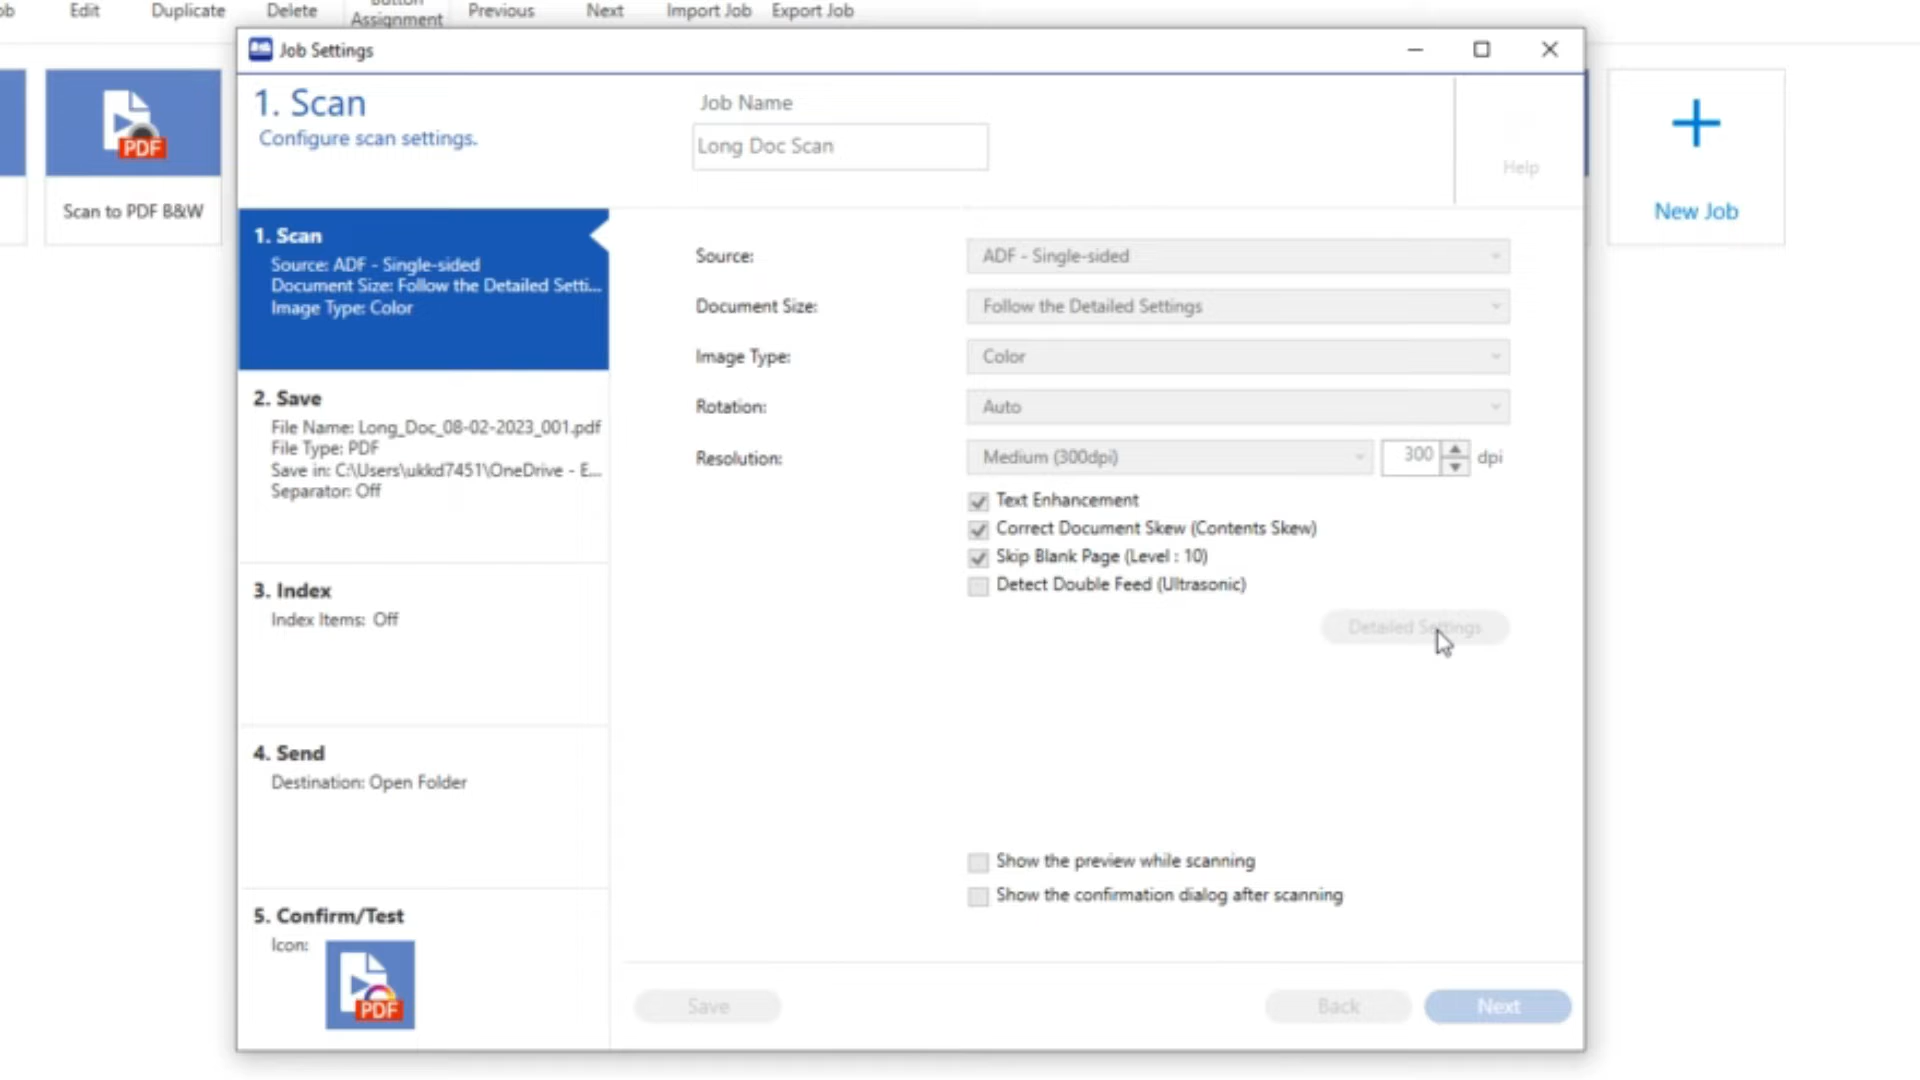 Edit
Duplicate
Delete
Assignment
Previous
Next
Import Job
Export Job
Job Settings
1. Scan
Configure scan settings.
Job Name
Long Doc Scan
Help
PDF
Scan to PDF B&W
New Job
1. Scan
Source: ADF - Single-sided
Document Size: Follow the Detailed Setti...
Image Type: Color
2. Save
File Name: Long_Doc_08-02-2023_001.pdf
File Type: PDF
Save in: C:\Users\ukkd7451\OneDrive - E...
Separator: Off
3. Index
Index Items: Off
4. Send
Destination: Open Folder
5. Confirm/Test
Icon:
PDF
Source:
ADF - Single-sided
Document Size:
Follow the Detailed Settings
Image Type:
Color
Rotation:
Auto
Resolution:
Medium (300dpi)
300
dpi
Text Enhancement
Correct Document Skew (Contents Skew)
Skip Blank Page (Level : 10)
Detect Double Feed (Ultrasonic)
Detailed Settings
Show the preview while scanning
Show the confirmation dialog after scanning
Save
Back
Next